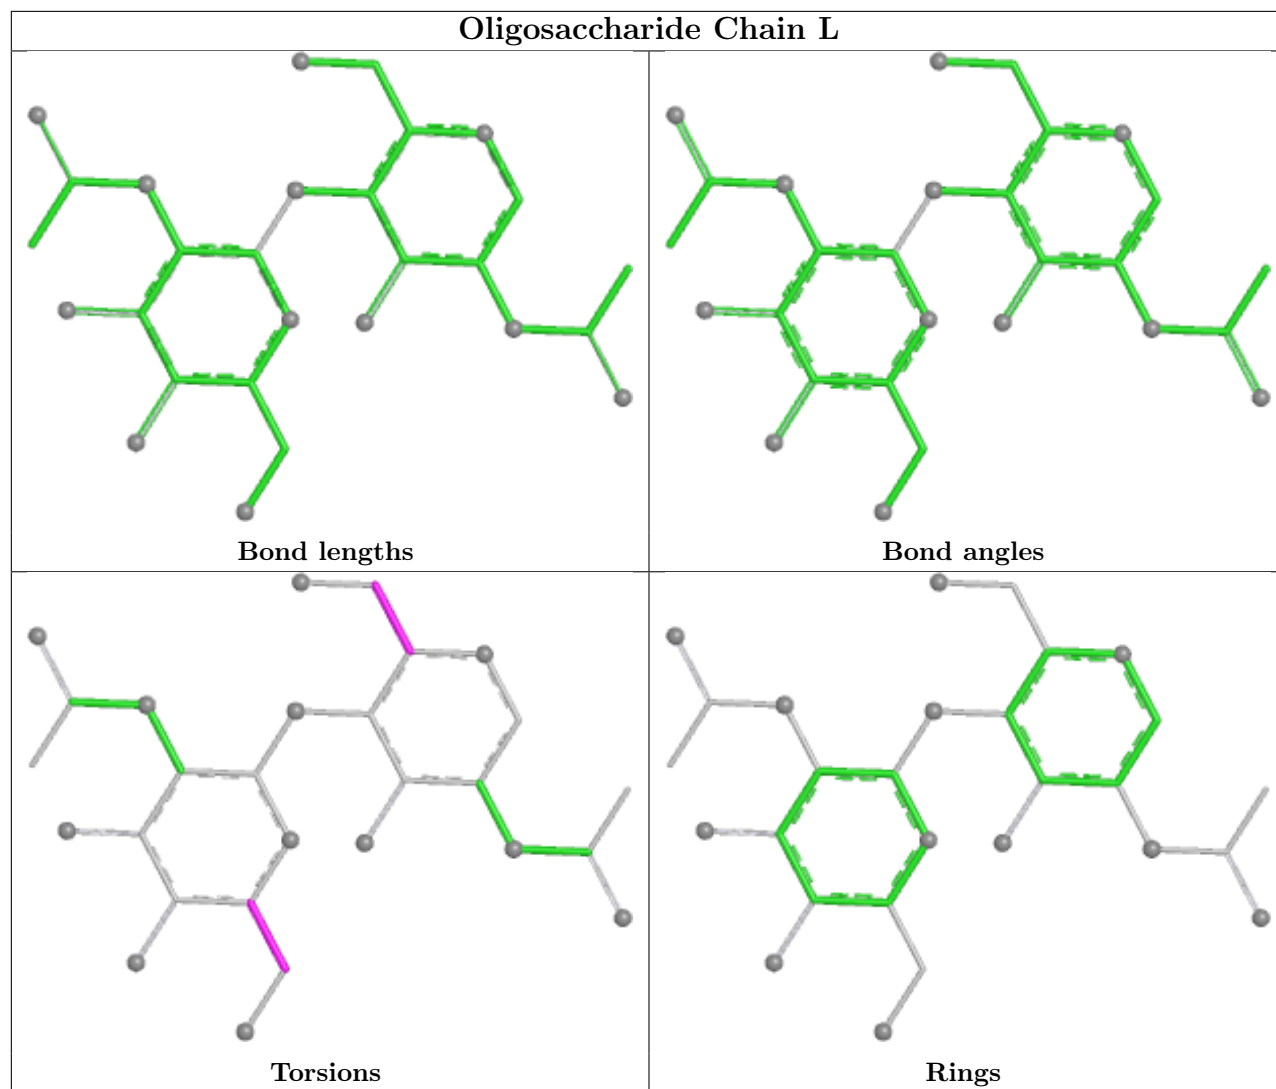 Oligosaccharide Chain L
Bond lengths
Bond angles
Torsions
Rings